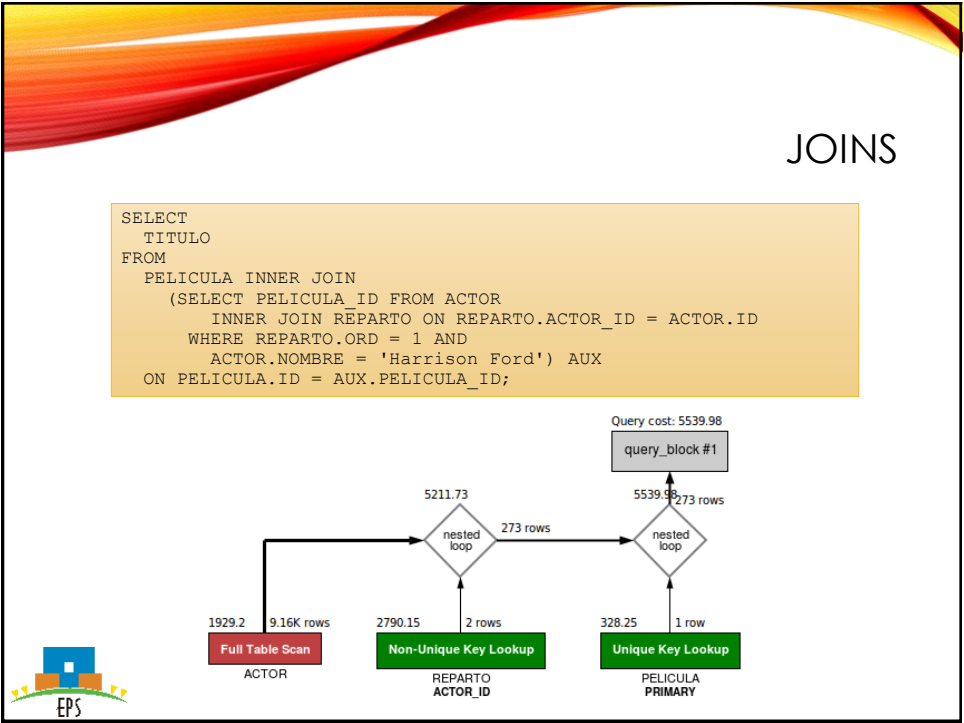 JOINS
SELECT
TITULO
FROM
PELICULA INNER JOIN
(SELECT PELICULA_ID FROM ACTOR
INNER JOIN REPARTO ON REPARTO.ACTOR_ID = ACTOR.ID
WHERE REPARTO.ORD = 1 AND
ACTOR.NOMBRE = 'Harrison Ford') AUX
ON PELICULA.ID = AUX.PELICULA_ID;
Query cost: 5539.98
query_block #1
5211.73
5539.98
273 rows
nested
loop
273 rows
nested
loop
1929.2 9.16K rows
2790.15 2 rows
328.25 1 row
Full Table Scan
Non-Unique Key Lookup
Unique Key Lookup
ACTOR
REPARTO
ACTOR_ID
PELICULA
PRIMARY
EPS